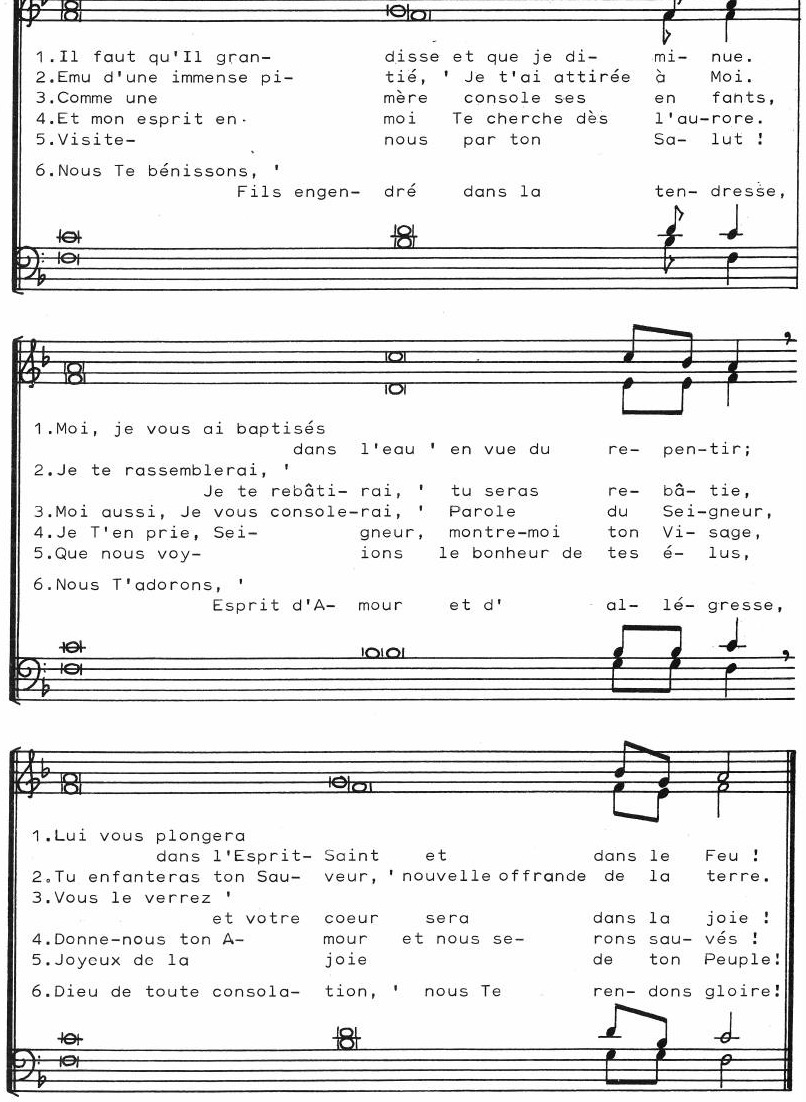 1.Il faut qu'Il gran- disse et que je di- mi- nue.
2.Emu d'une immense pi- tié, ' Je t'ai attirée à Moi.
3.Comme une mère console ses en fants,
4.Et mon esprit en- moi Te cherche dès l'au-rore.
5.Visite- nous par ton Sa- lut !
6.Nous Te bénissons, '
Fils engen- dré dans la ten- dresse,
1.Moi, je vous ai baptisés
dans l'eau ' en vue du re- pen-tir;
2.Je te rassemblerai, '
Je te rebâti- rai, ' tu seras re- bâ- tie,
3.Moi aussi, Je vous console-rai, ' Parole du Sei-gneur,
4.Je T'en prie, Sei- gneur, montre-moi ton Vi- sage,
5.Que nous voy- ions le bonheur de tes é- lus,
6.Nous T'adorons, '
Esprit d'A- mour et d' al- lé- gresse,
1.Lui vous plongera
dans l'Esprit- Saint et dans le Feu !
2.Tu enfanteras ton Sau- veur, ' nouvelle offrande de la terre.
3.Vous le verrez '
et votre coeur sera dans la joie !
4.Donne-nous ton A- mour et nous se- rons sau- vés !
5.Joyeux de la joie de ton Peuple!
6.Dieu de toute consola- tion, ' nous Te ren- dons gloire!